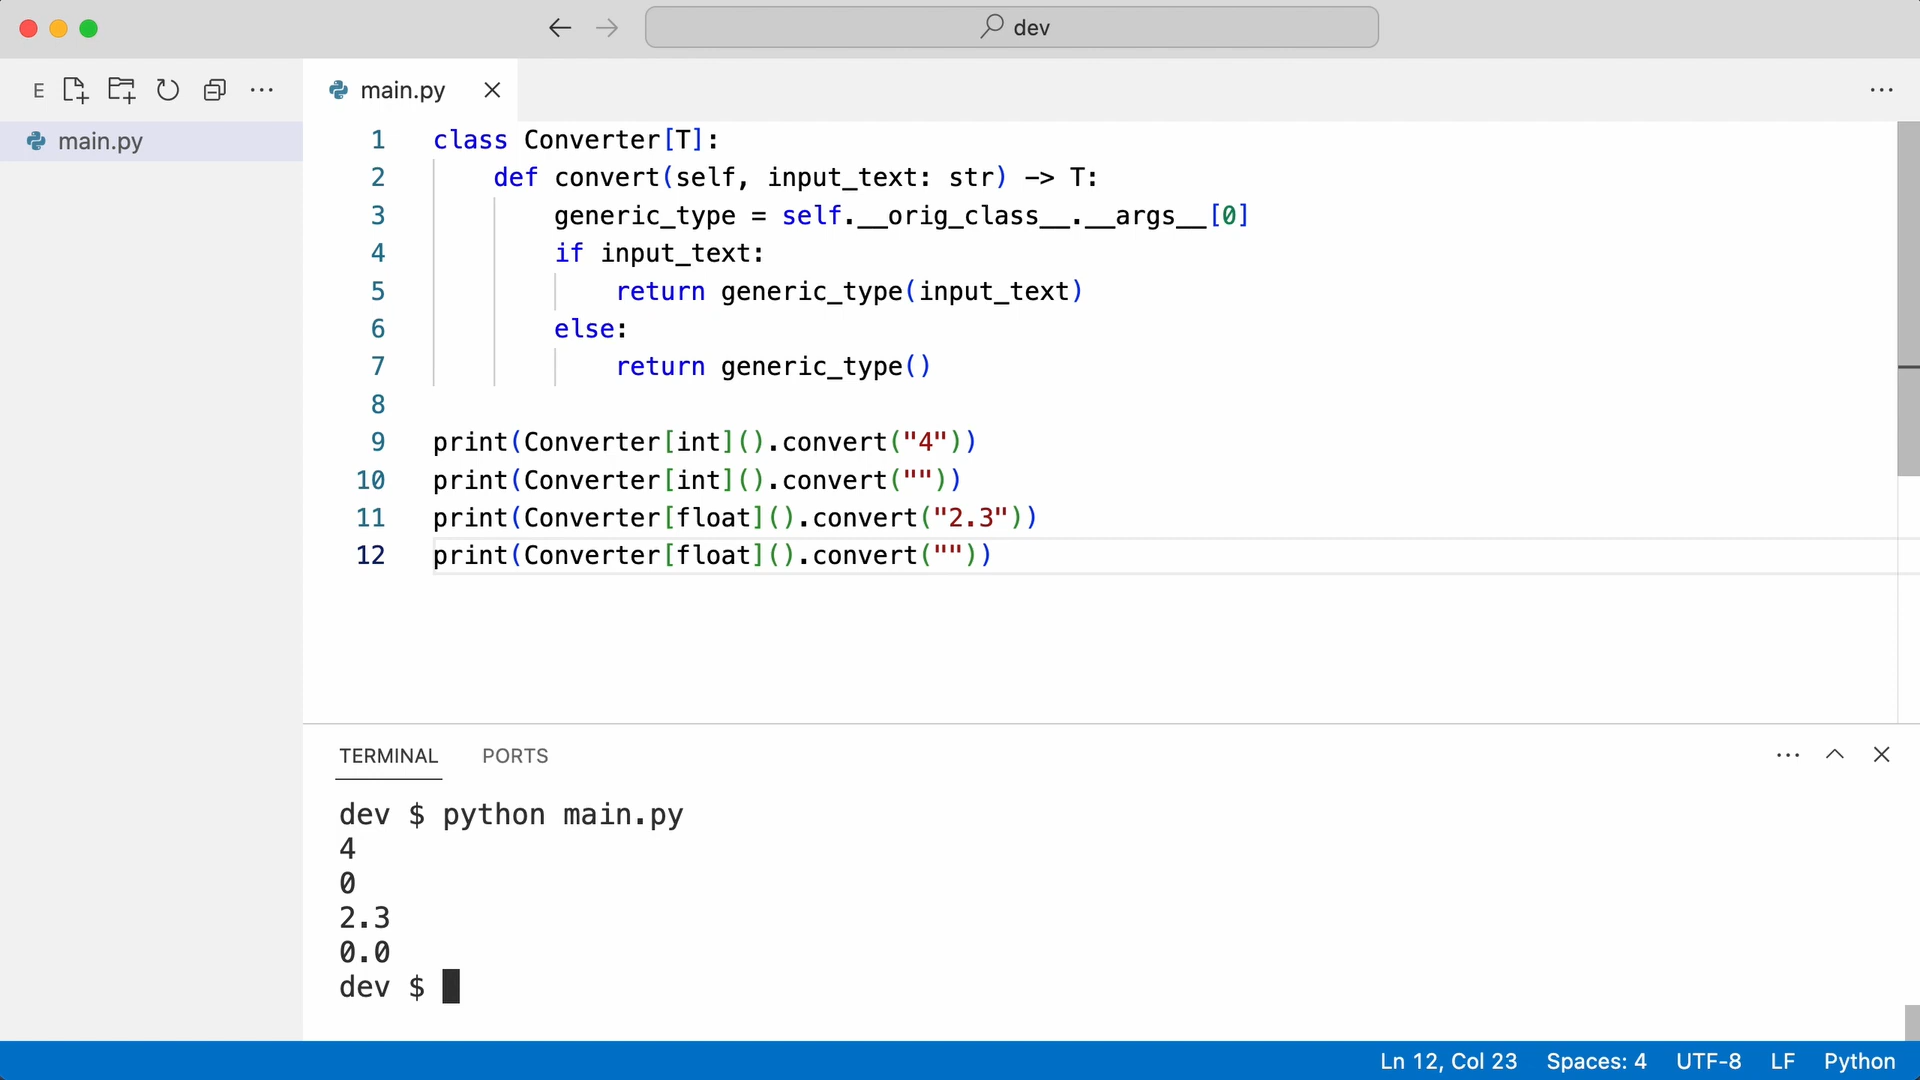 dev
E
main.py
main.py
1 class Converter[T]:
2     def convert(self, input_text: str) -> T:
3         generic_type = self.__orig_class__.__args__[0]
4         if input_text:
5             return generic_type(input_text)
6         else:
7             return generic_type()
8
9 print(Converter[int]().convert("4"))
10 print(Converter[int]().convert(""))
11 print(Converter[float]().convert("2.3"))
12 print(Converter[float]().convert(""))
TERMINAL PORTS
dev $ python main.py
4
0
2.3
0.0
dev $
Ln 12, Col 23 Spaces: 4 UTF-8 LF Python